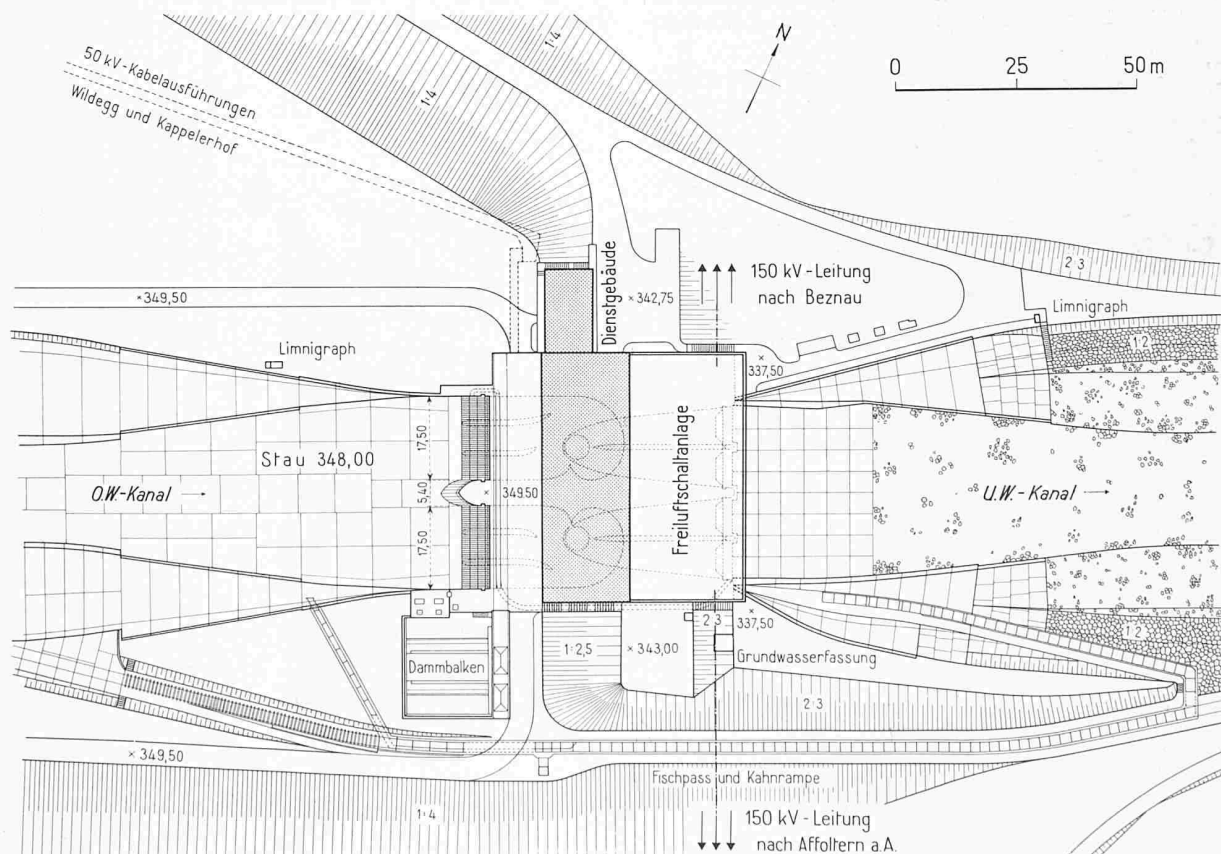 1:4
1:4
N
0 25 50 m
50 kV-Kabelausführungen
Wildegg und Kappelerhof
Dienstgebäude
× 342,75
150 kV-Leitung
nach Beznau
2:3
Limnigraph
× 349,50
Limnigraph
×
337,50
1:2
17,50
Stau 348,00
O.W.-Kanal
5,40
× 349.50
Freiluftschaltanlage
U.W.-Kanal
17,50
1:2
2:3
×
337,50
1:2,5
× 343,00
Dammbalken
Grundwasserfassung
2:3
× 349,50
Fischpass und Kahnrampe
1:4
150 kV-Leitung
nach Affoltern a.A.